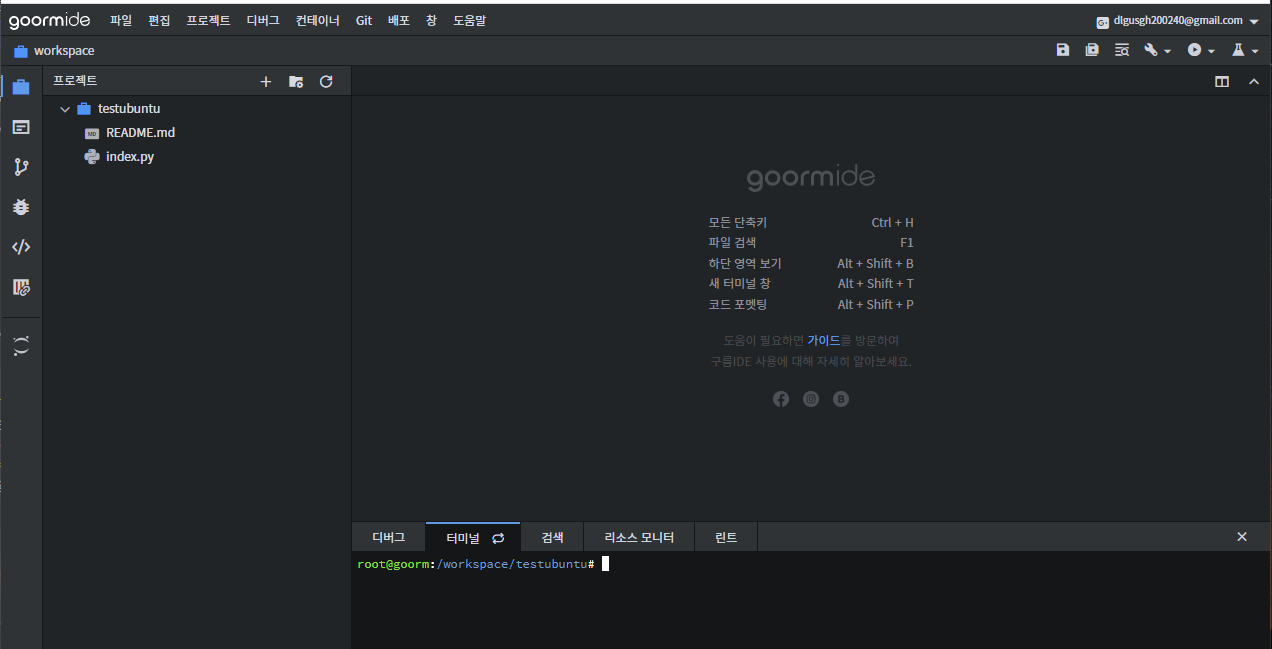 goormide 파일 편집 프로젝트 디버그 컨테이너 Git 배포 창 도움말 G+ dlgusgh200240@gmail.com
workspace
프로젝트
testubuntu
MD README.md
index.py
goormide
모든 단축키 Ctrl + H
파일 검색 F1
하단 영역 보기 Alt + Shift + B
새 터미널 창 Alt + Shift + T
코드 포맷팅 Alt + Shift + P
도움이 필요하면 가이드를 방문하여
구름IDE 사용에 대해 자세히 알아보세요.
디버그 터미널 검색 리소스 모니터 린트
root@goorm:/workspace/testubuntu#